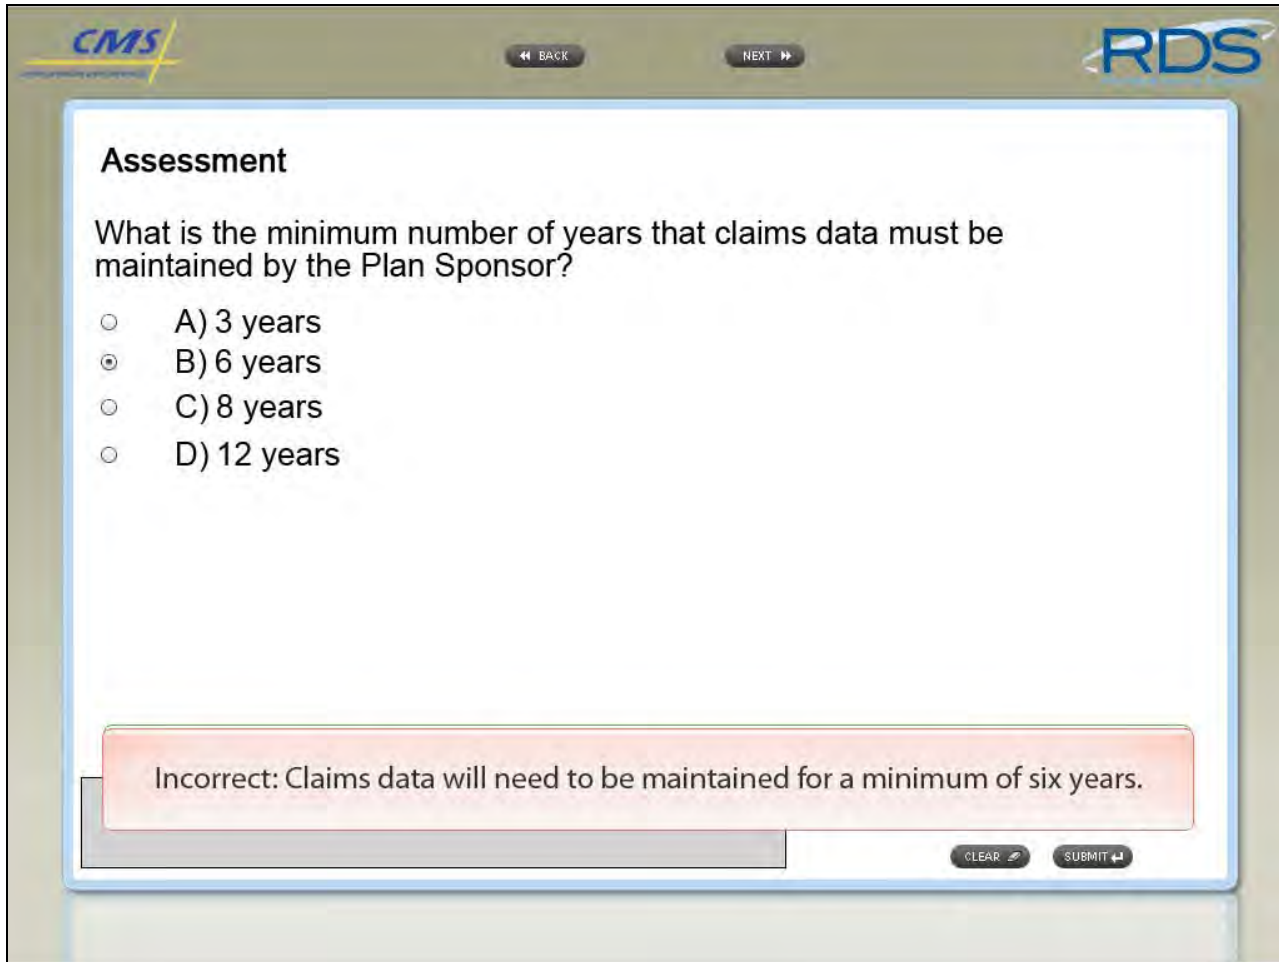 CMS
BACK
NEXT
RDS
Assessment
What is the minimum number of years that claims data must be
maintained by the Plan Sponsor?
A) 3 years
B) 6 years
C) 8 years
D) 12 years
Incorrect: Claims data will need to be maintained for a minimum of six years.
CLEAR
SUBMIT